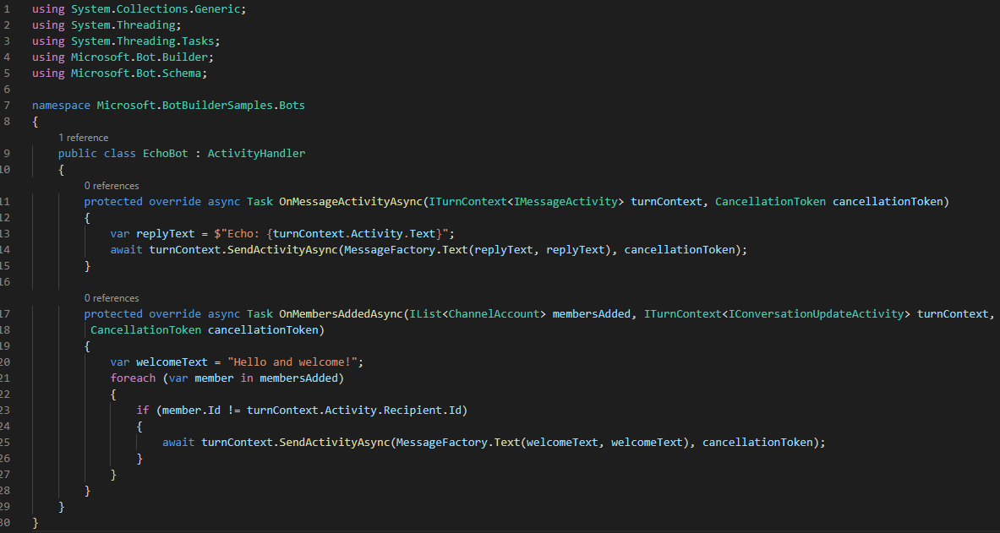 1 using System.Collections.Generic;
2 using System.Threading;
3 using System.Threading.Tasks;
4 using Microsoft.Bot.Builder;
5 using Microsoft.Bot.Schema;
6
7 namespace Microsoft.BotBuilderSamples.Bots
8 {
1 reference
9 public class EchoBot : ActivityHandler
10 {
0 references
11 protected override async Task OnMessageActivityAsync(ITurnContext<IMessageActivity> turnContext, CancellationToken cancellationToken)
12 {
13 var replyText = $"Echo: {turnContext.Activity.Text}";
14 await turnContext.SendActivityAsync(MessageFactory.Text(replyText, replyText), cancellationToken);
15 }
16
0 references
17 protected override async Task OnMembersAddedAsync(IList<ChannelAccount> membersAdded, ITurnContext<IConversationUpdateActivity> turnContext,
18 CancellationToken cancellationToken)
19 {
20 var welcomeText = "Hello and welcome!";
21 foreach (var member in membersAdded)
22 {
23 if (member.Id != turnContext.Activity.Recipient.Id)
24 {
25 await turnContext.SendActivityAsync(MessageFactory.Text(welcomeText, welcomeText), cancellationToken);
26 }
27 }
28 }
29 }
30 }